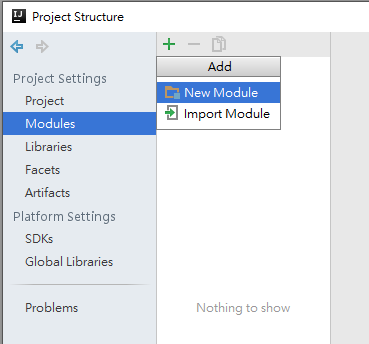 IJ Project Structure
Project Settings
Project
Modules
Libraries
Facets
Artifacts
Platform Settings
SDKs
Global Libraries
Problems
Add
New Module
Import Module
Nothing to show